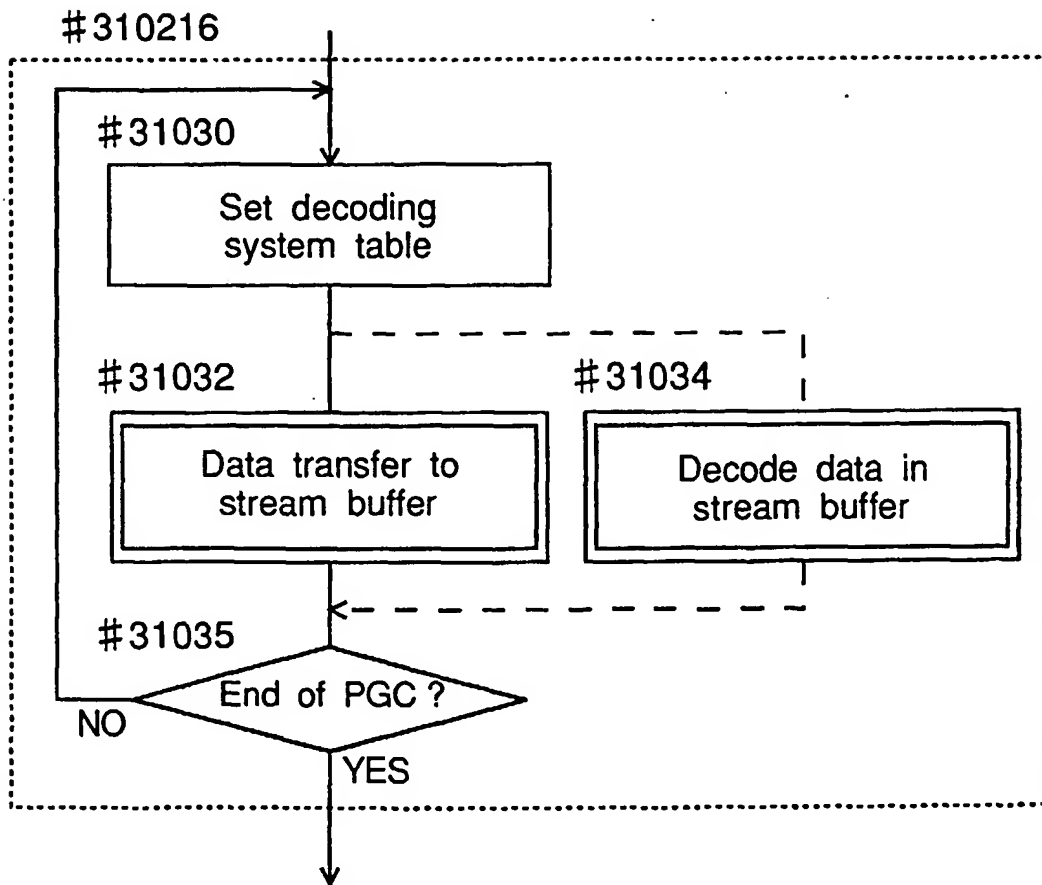 #310216
#31030
Set decoding
system table
#31032
#31034
Data transfer to
stream buffer
Decode data in
stream buffer
#31035
End of PGC ?
NO
YES